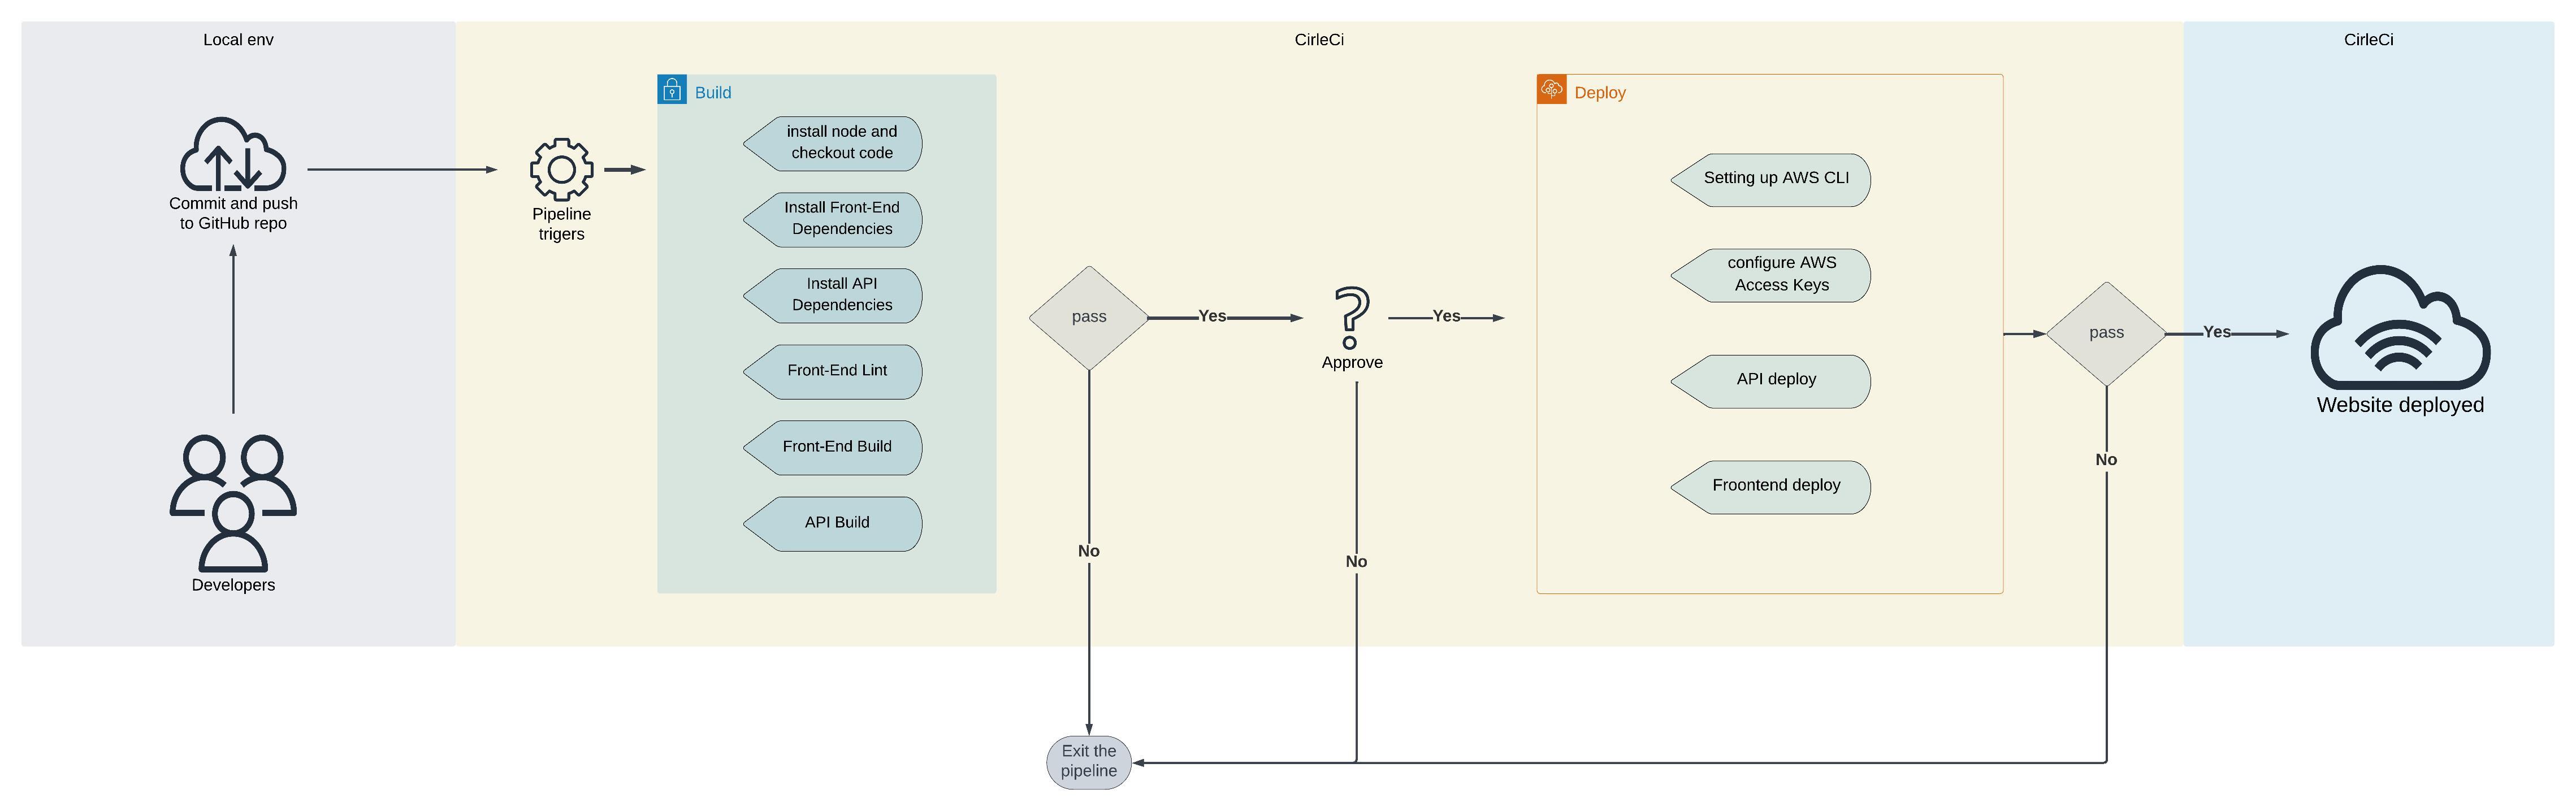 Local env
Commit and push
to GitHub repo
Developers
CirleCi
Pipeline
trigers
Build
install node and
checkout code
Install Front-End
Dependencies
Install API
Dependencies
Front-End Lint
Front-End Build
API Build
pass
Yes
No
Approve
Yes
No
Deploy
Setting up AWS CLI
configure AWS
Access Keys
API deploy
Froontend deploy
pass
Yes
No
Exit the
pipeline
CirleCi
Website deployed